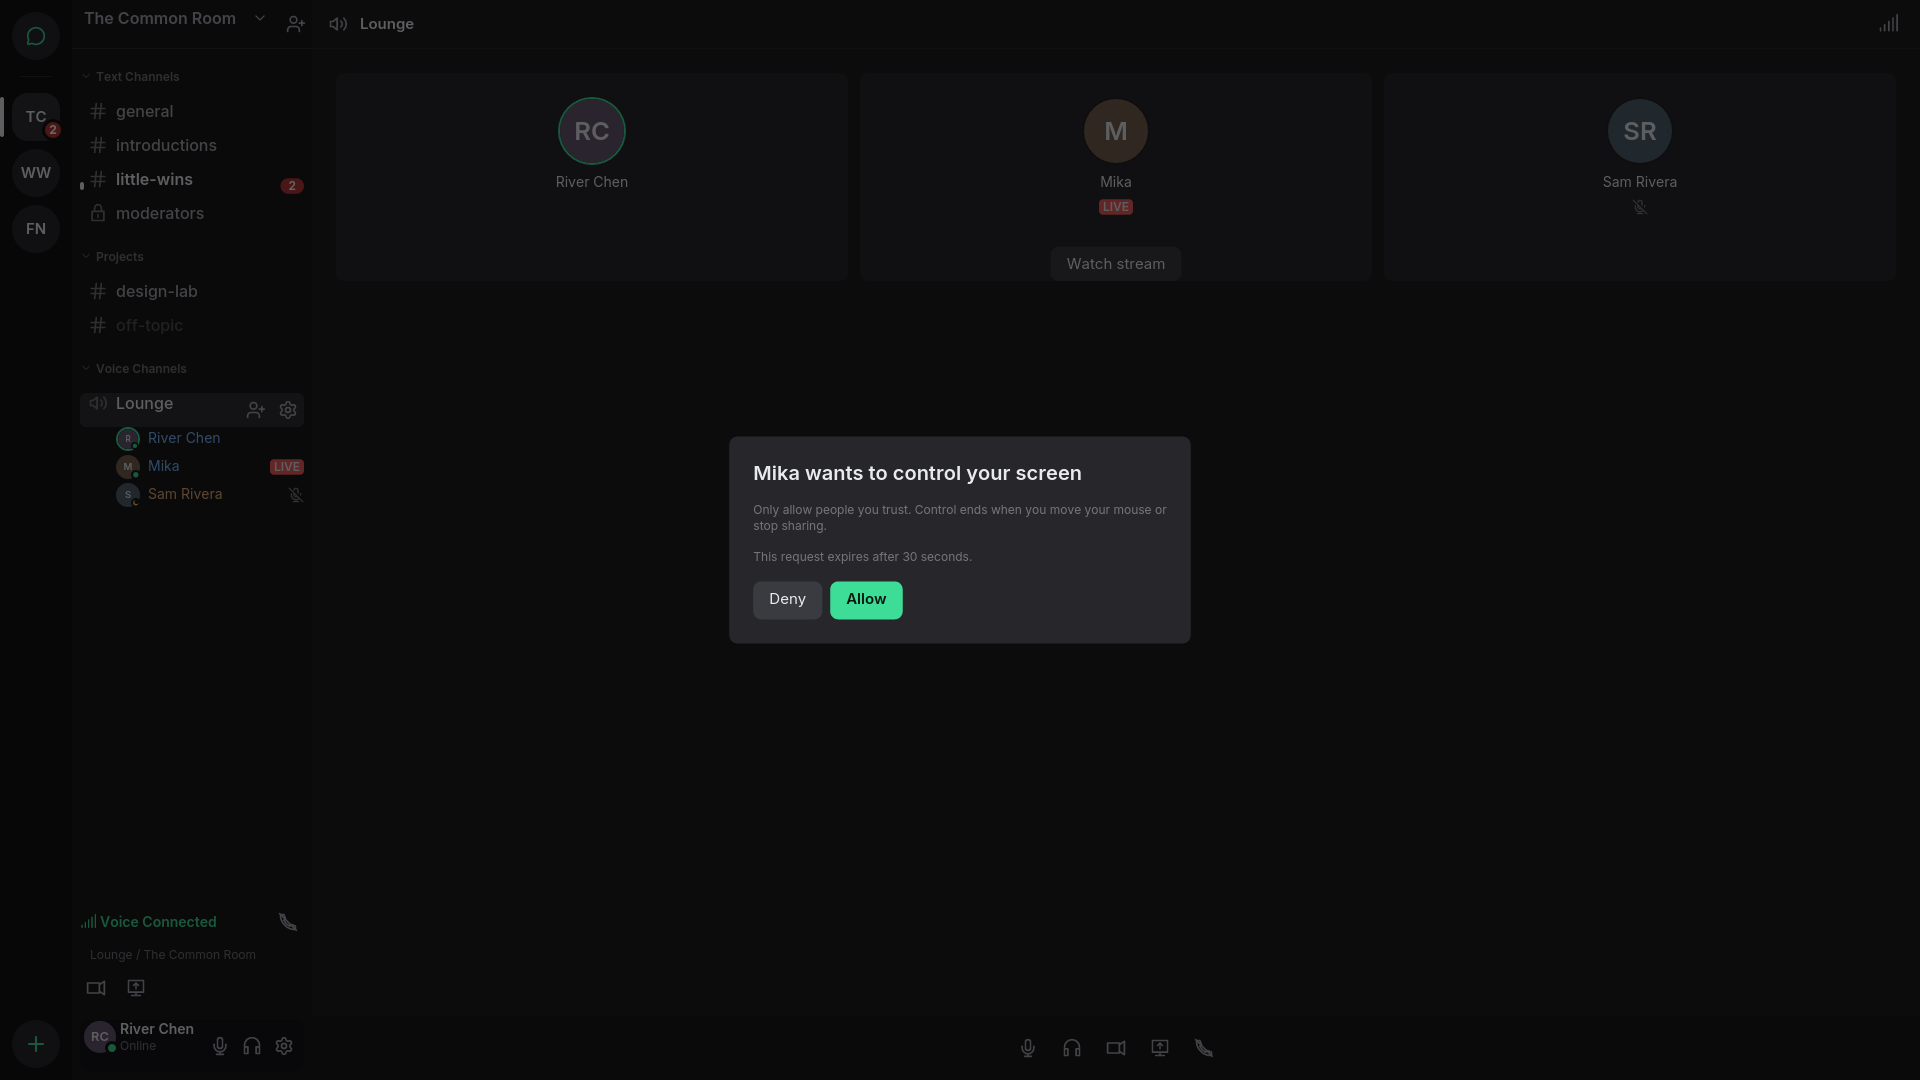 The Common Room
Lounge
Text Channels
TC
2
general
introductions
little-wins
2
moderators
WW
FN
Projects
design-lab
off-topic
Voice Channels
Lounge
R
River Chen
M
Mika
LIVE
S
Sam Rivera
RC
River Chen
M
Mika
LIVE
Watch stream
SR
Sam Rivera
Mika wants to control your screen
Only allow people you trust. Control ends when you move your mouse or
stop sharing.
This request expires after 30 seconds.
Deny
Allow
Voice Connected
Lounge / The Common Room
RC
River Chen
Online